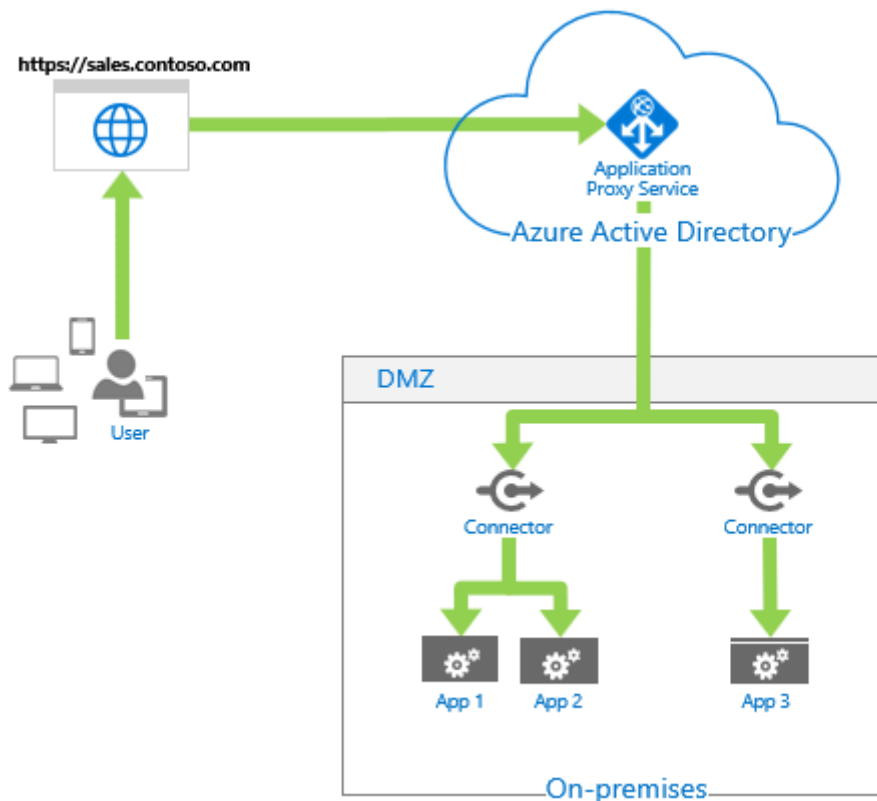 https://sales.contoso.com
Application
Proxy Service
Azure Active Directory
User
DMZ
Connector
Connector
App 1
App 2
App 3
On-premises